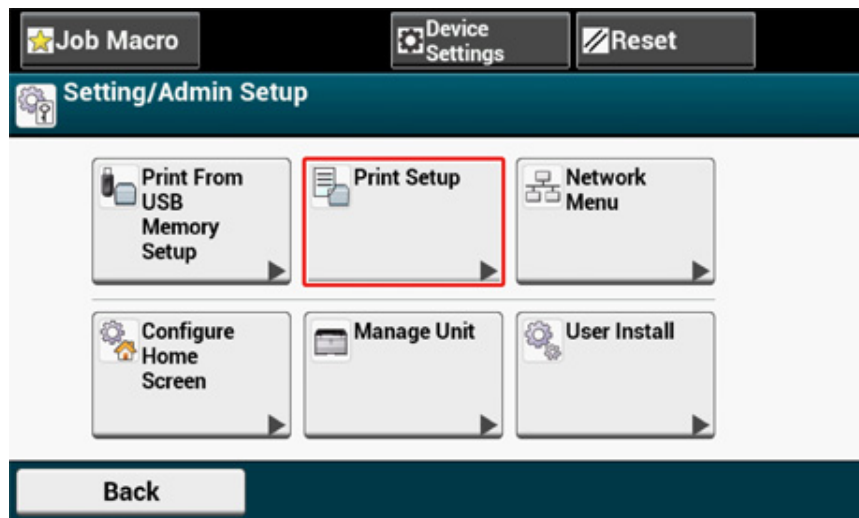 Job Macro
Device
Settings
Reset
Setting/Admin Setup
Print From
USB
Memory
Setup
Print Setup
Network
Menu
Configure
Home
Screen
Manage Unit
User Install
Back